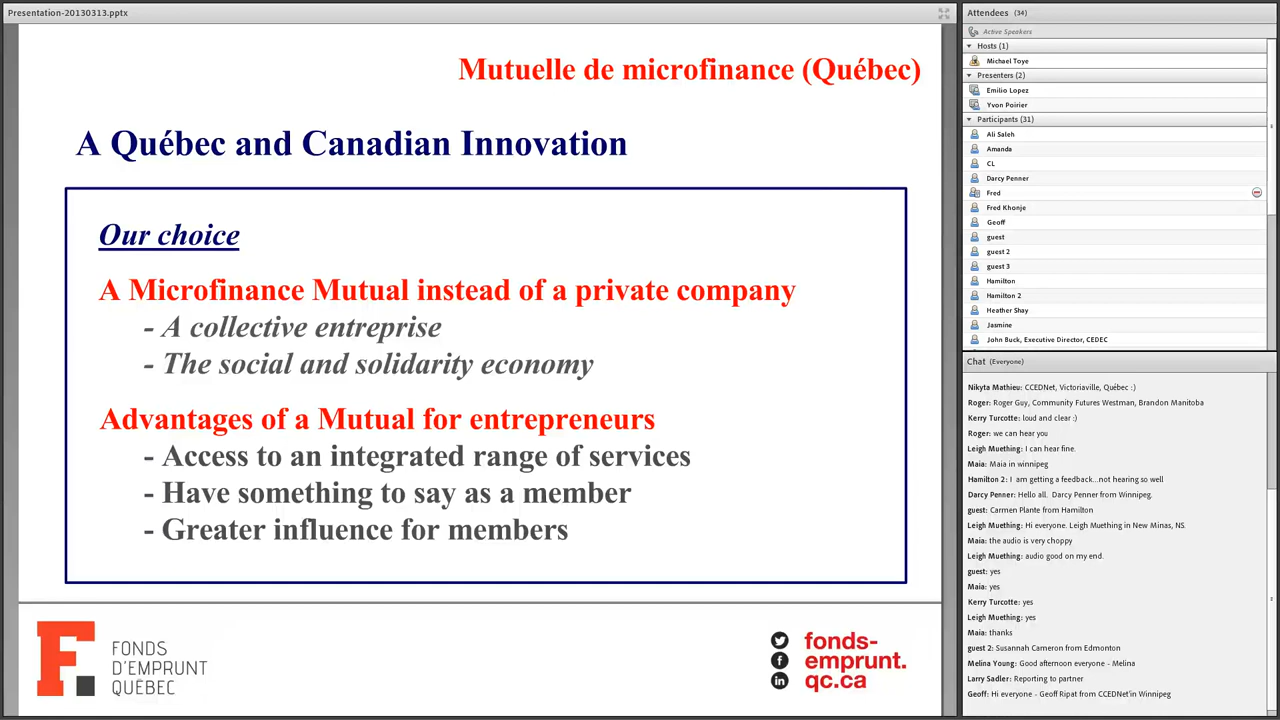 Presentation-20130313.pptx
Mutuelle de microfinance (Québec)
A Québec and Canadian Innovation
Our choice
A Microfinance Mutual instead of a private company
- A collective entreprise
- The social and solidarity economy
Advantages of a Mutual for entrepreneurs
- Access to an integrated range of services
- Have something to say as a member
- Greater influence for members
F.
FONDS
D'EMPRUNT
QUÉBEC
fonds-
emprunt.
qc.ca
Attendees (34)
Active Speakers
Hosts (1)
Michael Toye
Presenters (2)
Emilio Lopez
Yvon Poirier
Participants (31)
Ali Saleh
Amanda
CL
Darcy Penner
Fred
Fred Khonje
Geoff
guest
guest 2
guest 3
Hamilton
Hamilton 2
Heather Shay
Jasmine
John Buck, Executive Director, CEDEC
Chat (Everyone)
Nikyta Mathieu: CCEDNet, Victoriaville, Québec :)
Roger: Roger Guy, Community Futures Westman, Brandon Manitoba
Kerry Turcotte: loud and clear :)
Roger: we can hear you
Leigh Muething: I can hear fine.
Maia: Maia in winnipeg
Hamilton 2: I am getting a feedback...not hearing so well
Darcy Penner: Hello all. Darcy Penner from Winnipeg.
guest: Carmen Plante from Hamilton
Leigh Muething: Hi everyone. Leigh Muething in New Minas, NS.
Maia: the audio is very choppy
Leigh Muething: audio good on my end.
guest: yes
Maia: yes
Kerry Turcotte: yes
Leigh Muething: yes
Maia: thanks
guest 2: Susannah Cameron from Edmonton
Melina Young: Good afternoon everyone - Melina
Larry Sadler: Reporting to partner
Geoff: Hi everyone - Geoff Ripat from CCEDNet'in Winnipeg